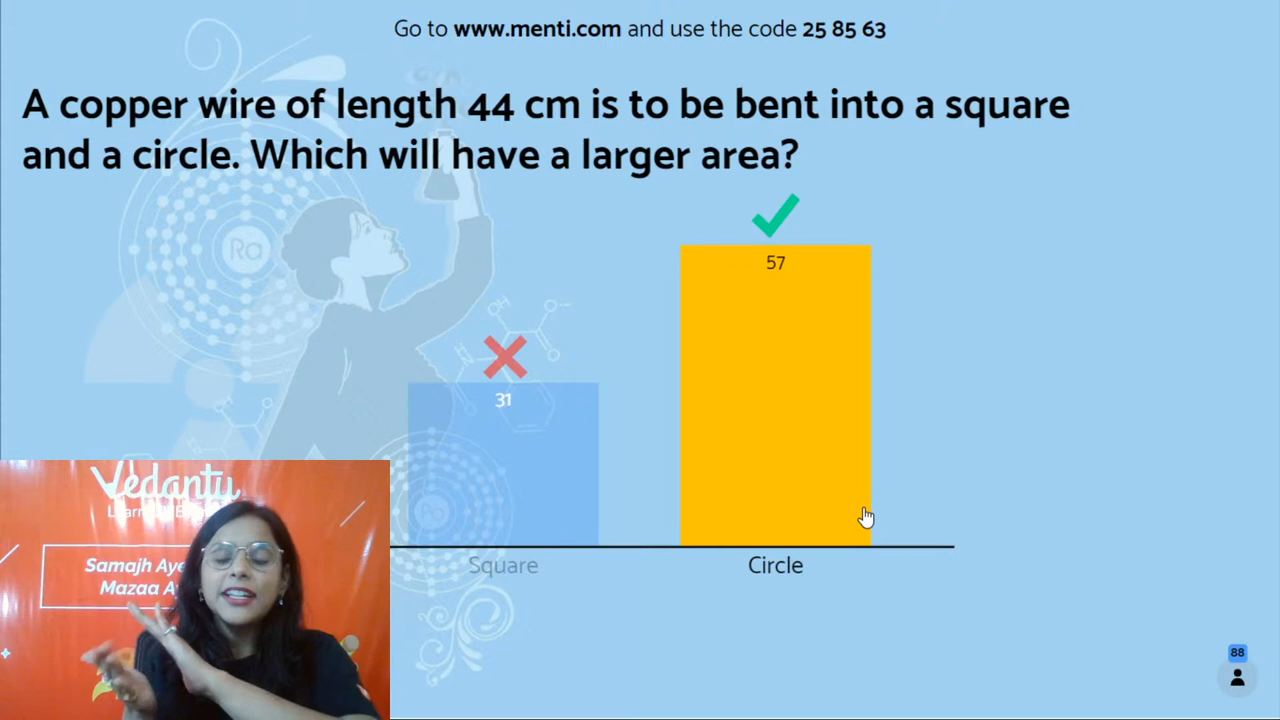 Go to www.menti.com and use the code 25 85 63
A copper wire of length 44 cm is to be bent into a square
and a circle. Which will have a larger area?
57
31
Ra
Square
Circle
Vedantu
Samajh Aye
Mazaa
88